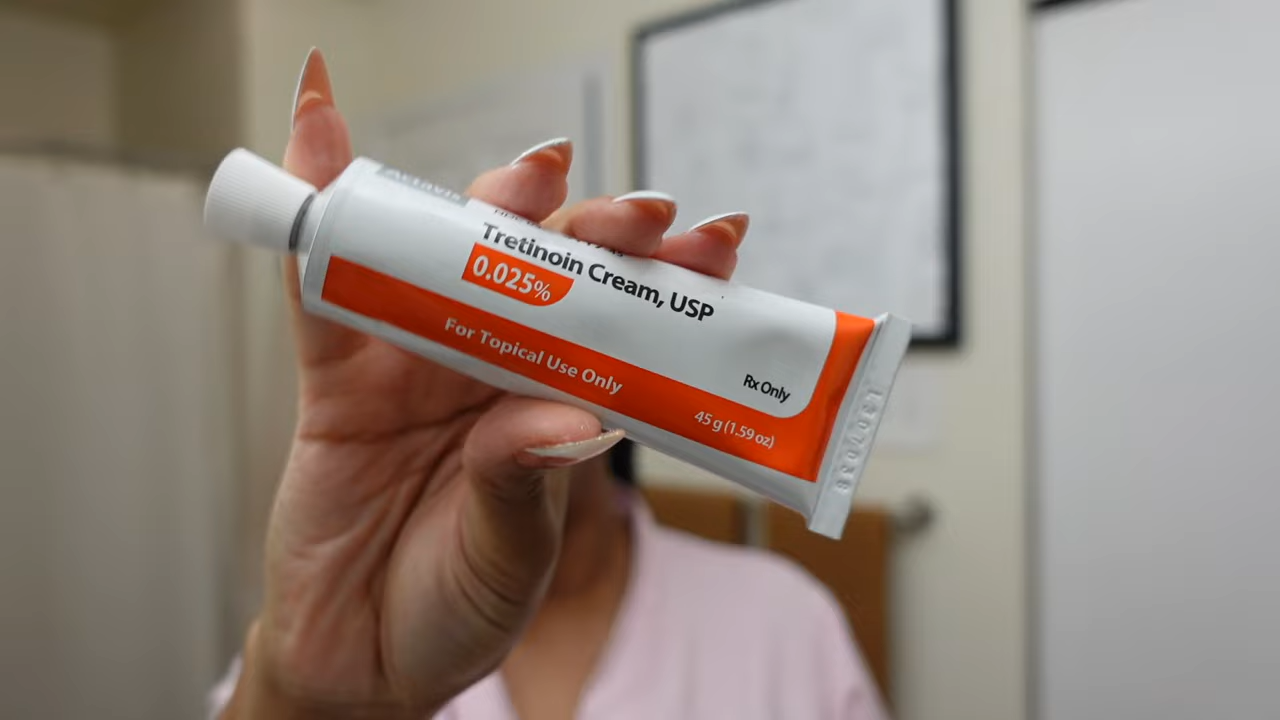 Tretinoin Cream, USP
0.025%
For Topical Use Only
Rx Only
45 g (1.59 oz)